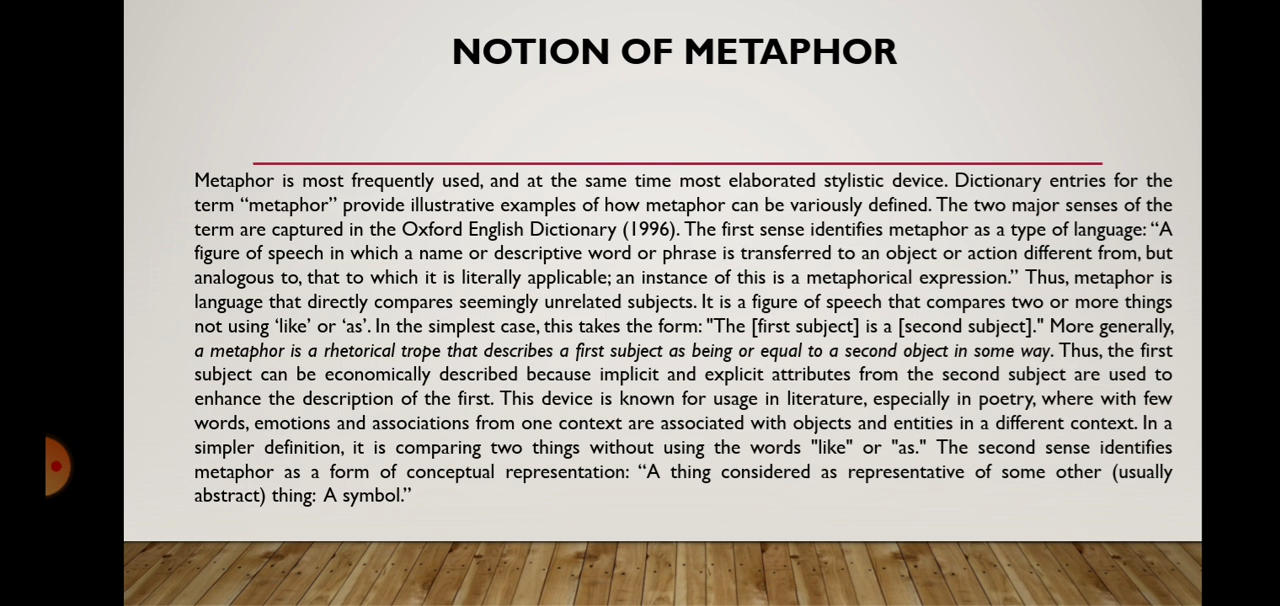 NOTION OF METAPHOR
Metaphor is most frequently used, and at the same time most elaborated stylistic device. Dictionary entries for the
term “metaphor” provide illustrative examples of how metaphor can be variously defined. The two major senses of the
term are captured in the Oxford English Dictionary (1996). The first sense identifies metaphor as a type of language: “A
figure of speech in which a name or descriptive word or phrase is transferred to an object or action different from, but
analogous to, that to which it is literally applicable; an instance of this is a metaphorical expression.” Thus, metaphor is
language that directly compares seemingly unrelated subjects. It is a figure of speech that compares two or more things
not using ‘like’ or ‘as’. In the simplest case, this takes the form: "The [first subject] is a [second subject]." More generally,
a metaphor is a rhetorical trope that describes a first subject as being or equal to a second object in some way. Thus, the first
subject can be economically described because implicit and explicit attributes from the second subject are used to
enhance the description of the first. This device is known for usage in literature, especially in poetry, where with few
words, emotions and associations from one context are associated with objects and entities in a different context. In a
simpler definition, it is comparing two things without using the words "like" or "as." The second sense identifies
metaphor as a form of conceptual representation: “A thing considered as representative of some other (usually
abstract) thing: A symbol.”